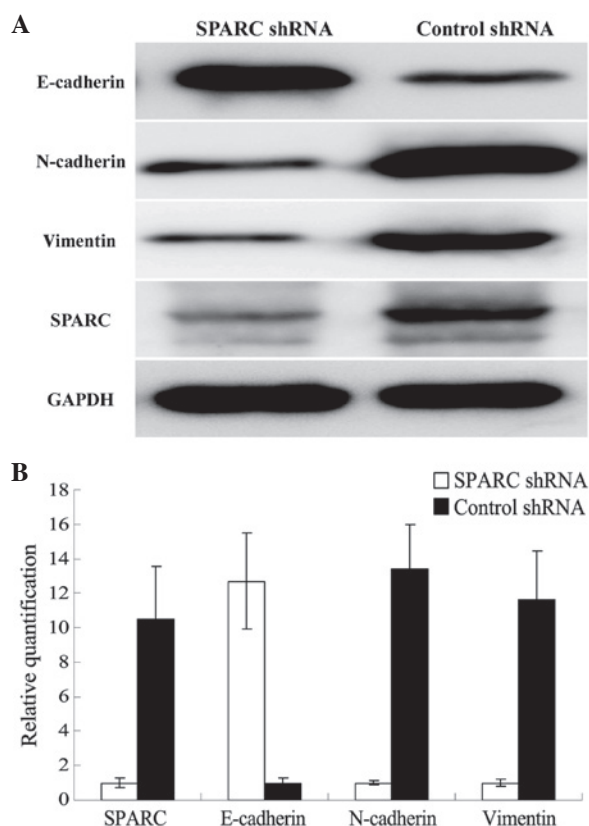 A
SPARC shRNA Control shRNA
E-cadherin
N-cadherin
Vimentin
SPARC
GAPDH
B
SPARC shRNA
Control shRNA
Relative quantification
18
16
14
12
10
8
6
4
2
0
SPARC E-cadherin N-cadherin Vimentin